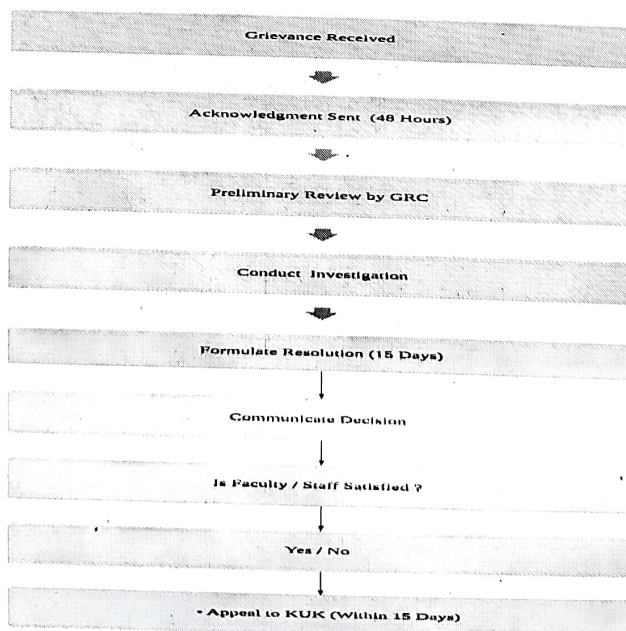 Grievance Received
Acknowledgment Sent (48 Hours)
Preliminary Review by GRC
Conduct Investigation
Formulate Resolution (15 Days)
Communicate Decision
Is Faculty / Staff Satisfied ?
Yes / No
• Appeal to KUK (Within 15 Days)